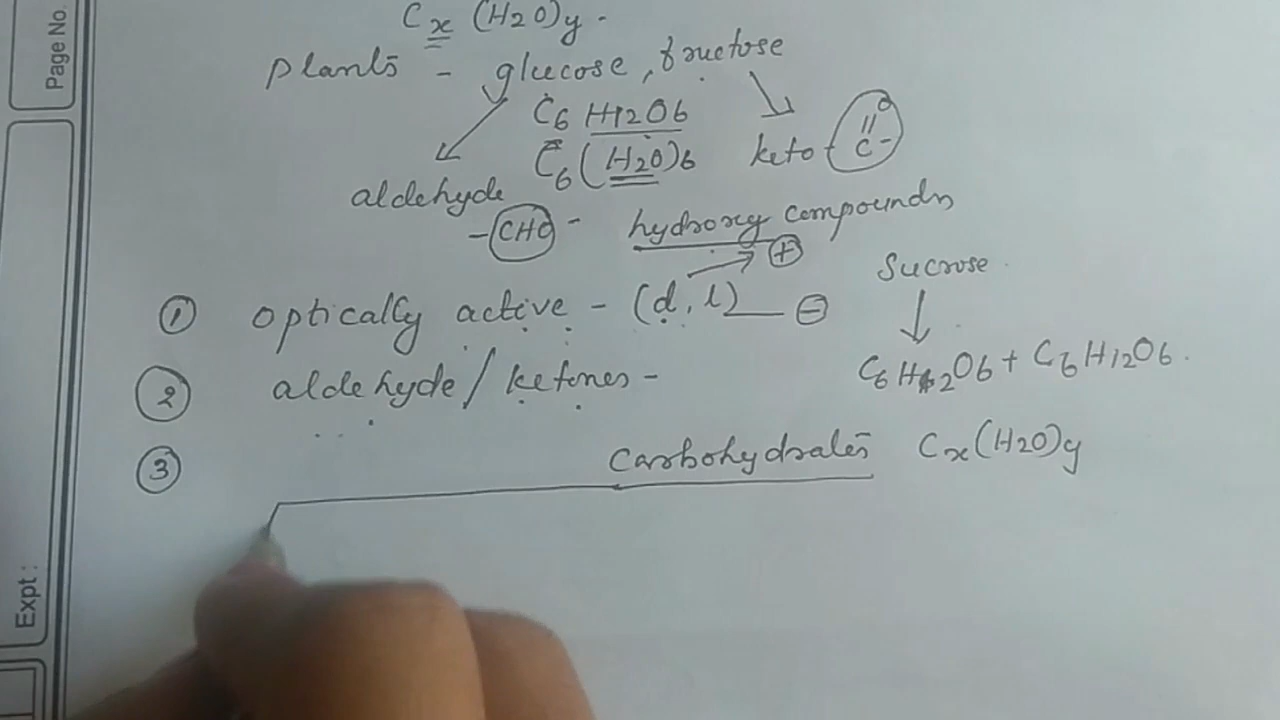 Page No.
Cx (H2O)y.
plants - glucose, fructose
C6 H12O6
C6(H2O)6 keto - C=O -
aldehyde
-CHO- hydroxy compounds
+
Sucrose
① optically active - (d, l) -
C6H12O6 + C6H12O6.
② aldehyde/ketones -
③ Carbohydrates Cx(H2O)y
Expt :